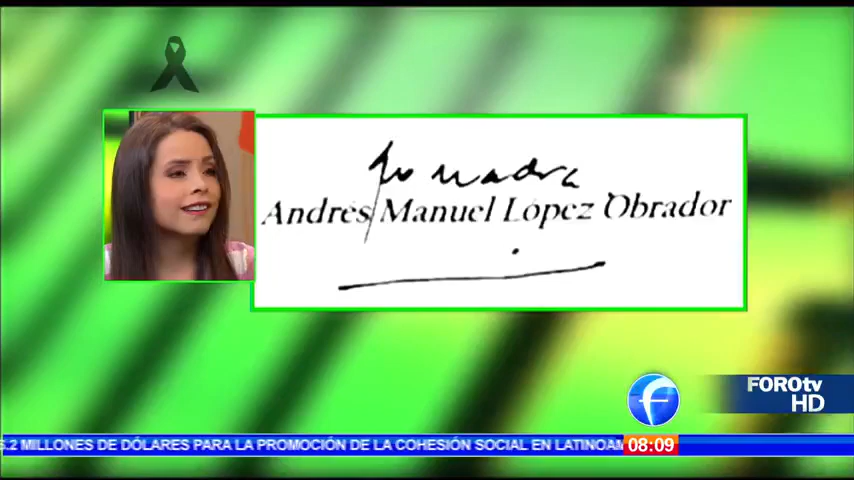 Andrés Manuel López Obrador
FOROtv
HD
MILLONES DE DÓLARES PARA LA PROMOCIÓN DE LA COHESIÓN SOCIAL EN LATINOAM
08:09